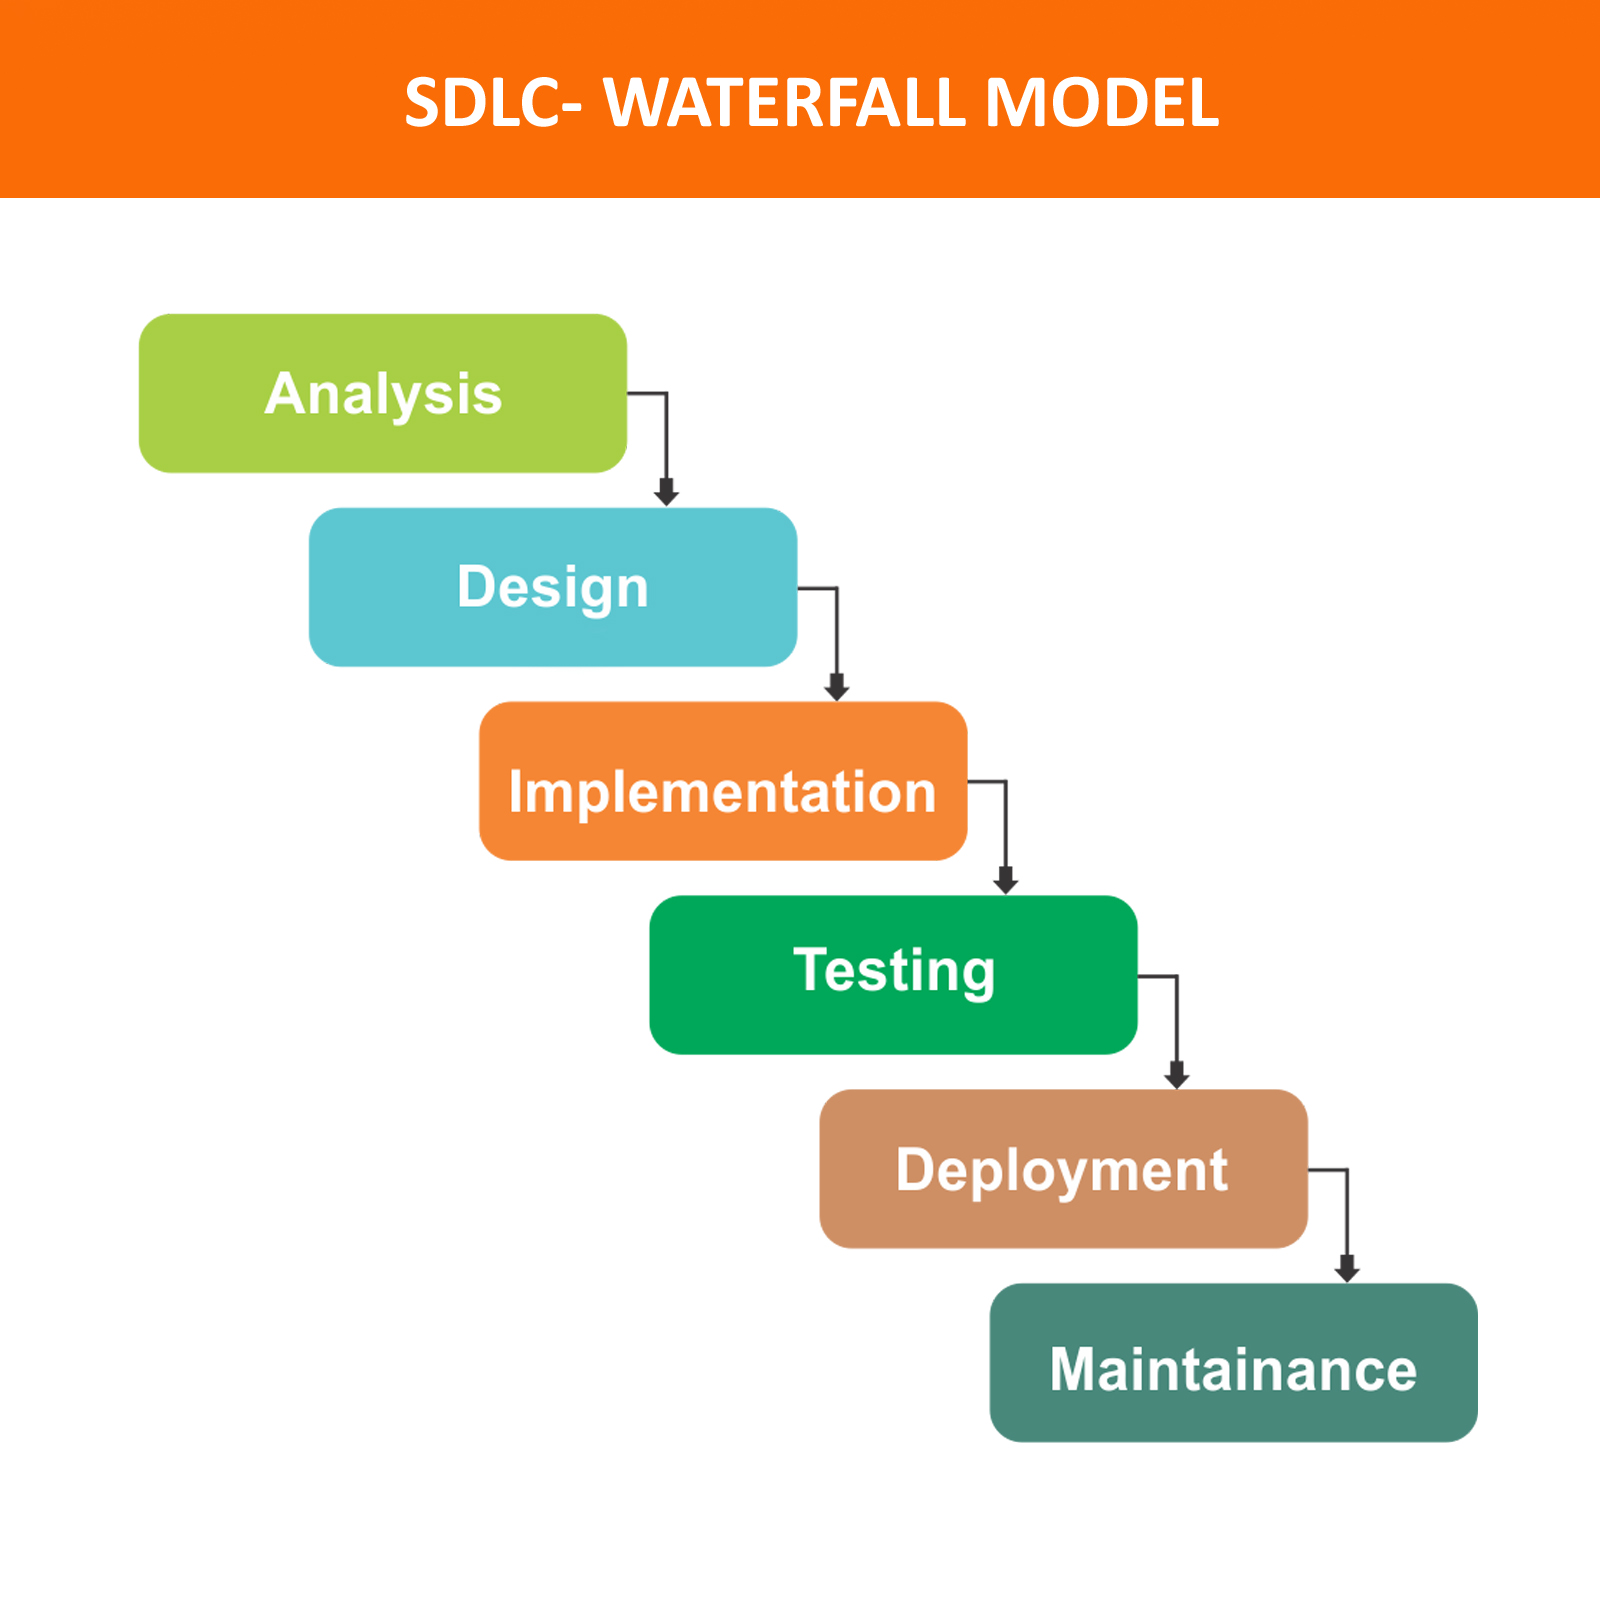 SDLC- WATERFALL MODEL
Analysis
Design
Implementation
Testing
Deployment
Maintainance